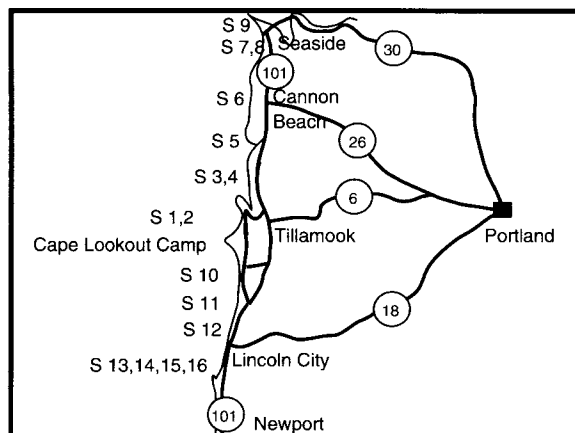 S 9
S 7,8
Seaside
30
101
S 6
Cannon
Beach
26
S 5
S 3,4
6
S 1,2
Tillamook
Portland
Cape Lookout Camp
S 10
S 11
18
S 12
Lincoln City
S 13,14,15,16
101
Newport